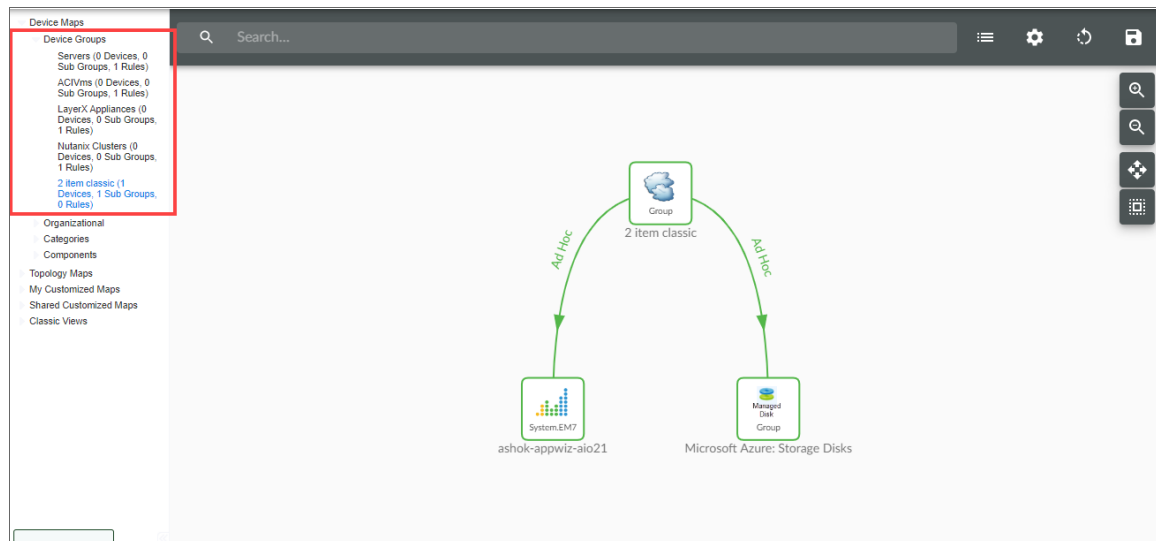 Device Maps
Device Groups
Servers (0 Devices, 0
Sub Groups, 1 Rules)
ACIVms (0 Devices, 0
Sub Groups, 1 Rules)
LayerX Appliances (0
Devices, 0 Sub Groups,
1 Rules)
Nutanix Clusters (0
Devices, 0 Sub Groups,
1 Rules)
2 item classic (1
Devices, 1 Sub Groups,
0 Rules)
Organizational
Categories
Components
Topology Maps
My Customized Maps
Shared Customized Maps
Classic Views
Search...
Group
2 item classic
Ad Hoc
Ad Hoc
System.EM7
ashok-appwiz-aio21
Managed
Disk
Group
Microsoft Azure: Storage Disks